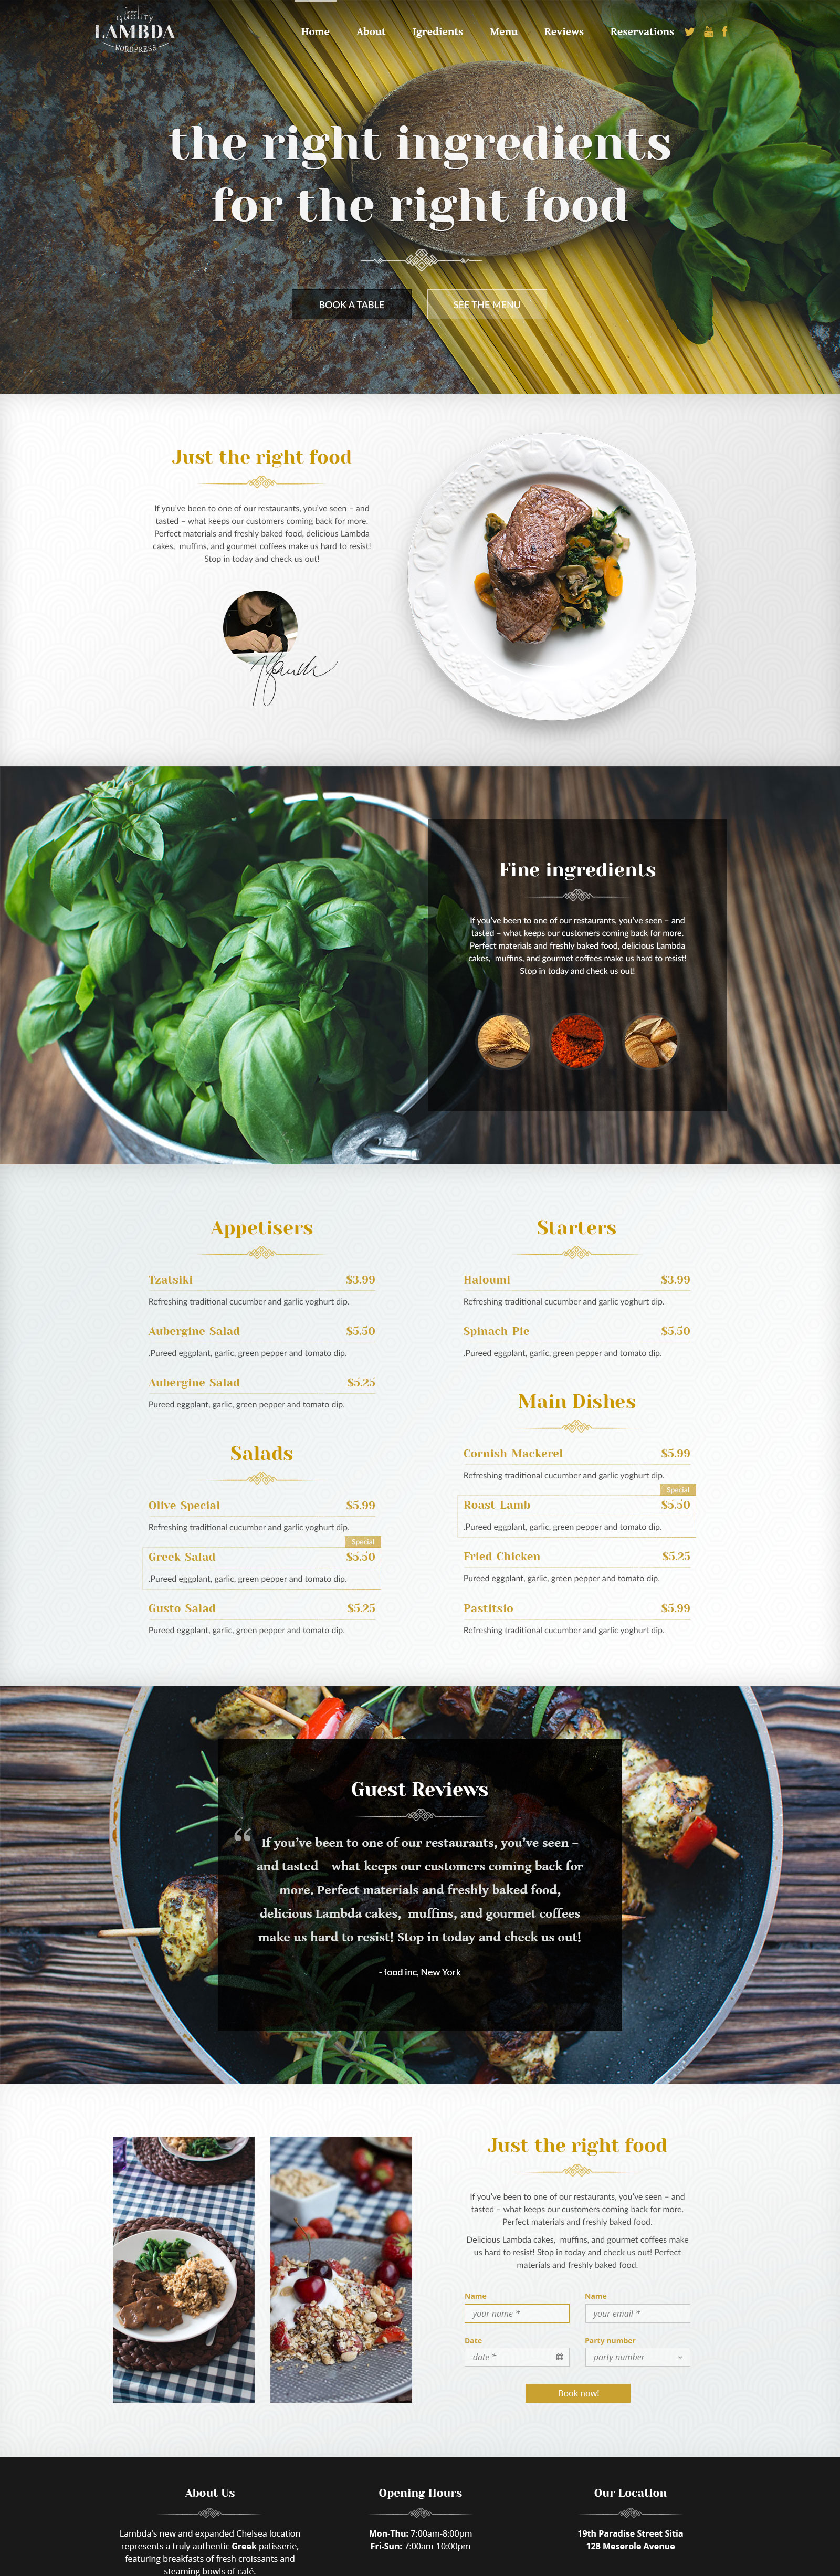 finest
quality
LAMBDA
WORDPRESS
Home About Igredients Menu Reviews Reservations
the right ingredients
for the right food
BOOK A TABLE SEE THE MENU
Just the right food
If you've been to one of our restaurants, you've seen – and
tasted – what keeps our customers coming back for more.
Perfect materials and freshly baked food, delicious Lambda
cakes, muffins, and gourmet coffees make us hard to resist!
Stop in today and check us out!
Fine ingredients
If you've been to one of our restaurants, you've seen – and
tasted – what keeps our customers coming back for more.
Perfect materials and freshly baked food, delicious Lambda
cakes, muffins, and gourmet coffees make us hard to resist!
Stop in today and check us out!
Appetisers
Tzatsiki $3.99
Refreshing traditional cucumber and garlic yoghurt dip.
Aubergine Salad $5.50
.Pureed eggplant, garlic, green pepper and tomato dip.
Aubergine Salad $5.25
Pureed eggplant, garlic, green pepper and tomato dip.
Salads
Olive Special $5.99
Refreshing traditional cucumber and garlic yoghurt dip.
Special
Greek Salad $5.50
.Pureed eggplant, garlic, green pepper and tomato dip.
Gusto Salad $5.25
Pureed eggplant, garlic, green pepper and tomato dip.
Starters
Haloumi $3.99
Refreshing traditional cucumber and garlic yoghurt dip.
Spinach Pie $5.50
.Pureed eggplant, garlic, green pepper and tomato dip.
Main Dishes
Cornish Mackerel $5.99
Refreshing traditional cucumber and garlic yoghurt dip.
Special
Roast Lamb $5.50
.Pureed eggplant, garlic, green pepper and tomato dip.
Fried Chicken $5.25
Pureed eggplant, garlic, green pepper and tomato dip.
Pastitsio $5.99
Refreshing traditional cucumber and garlic yoghurt dip.
Guest Reviews
“ If you've been to one of our restaurants, you've seen –
and tasted – what keeps our customers coming back for
more. Perfect materials and freshly baked food,
delicious Lambda cakes, muffins, and gourmet coffees
make us hard to resist! Stop in today and check us out!
- food inc, New York
Just the right food
If you've been to one of our restaurants, you've seen – and
tasted – what keeps our customers coming back for more.
Perfect materials and freshly baked food.
Delicious Lambda cakes, muffins, and gourmet coffees make
us hard to resist! Stop in today and check us out! Perfect
materials and freshly baked food.
Name Name
your name * your email *
Date Party number
date * party number
Book now!
About Us
Lambda's new and expanded Chelsea location
represents a truly authentic Greek patisserie,
featuring breakfasts of fresh croissants and
steaming bowls of café.
Opening Hours
Mon-Thu: 7:00am-8:00pm
Fri-Sun: 7:00am-10:00pm
Our Location
19th Paradise Street Sitia
128 Meserole Avenue